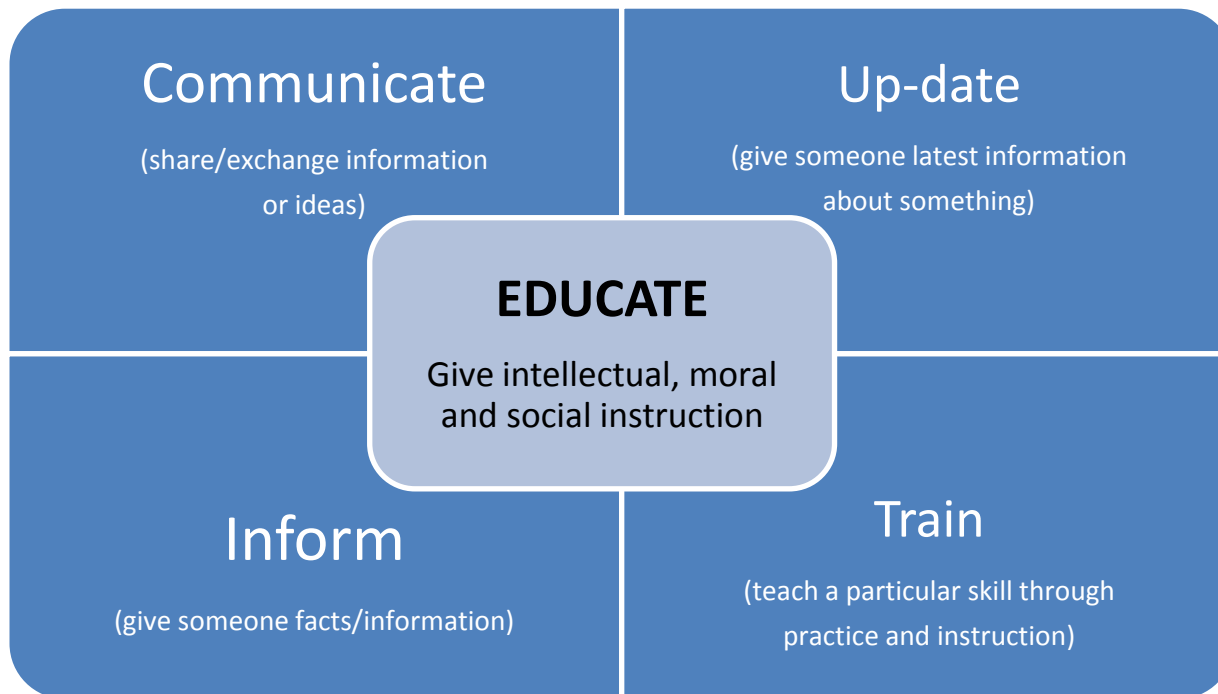 Communicate
(share/exchange information
or ideas)
Up-date
(give someone latest information
about something)
EDUCATE
Give intellectual, moral
and social instruction
Inform
(give someone facts/information)
Train
(teach a particular skill through
practice and instruction)